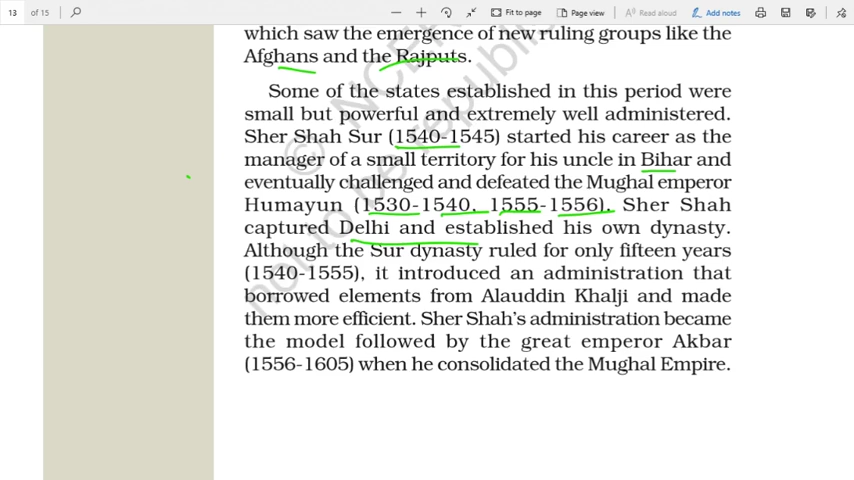 13 of 15
Fit to page
Page view
Read aloud
Add notes
which saw the emergence of new ruling groups like the
Afghans and the Rajputs.
Some of the states established in this period were
small but powerful and extremely well administered.
Sher Shah Sur (1540-1545) started his career as the
manager of a small territory for his uncle in Bihar and
eventually challenged and defeated the Mughal emperor
Humayun (1530-1540, 1555-1556). Sher Shah
captured Delhi and established his own dynasty.
Although the Sur dynasty ruled for only fifteen years
(1540-1555), it introduced an administration that
borrowed elements from Alauddin Khalji and made
them more efficient. Sher Shah's administration became
the model followed by the great emperor Akbar
(1556-1605) when he consolidated the Mughal Empire.
© NCE
not to be republi